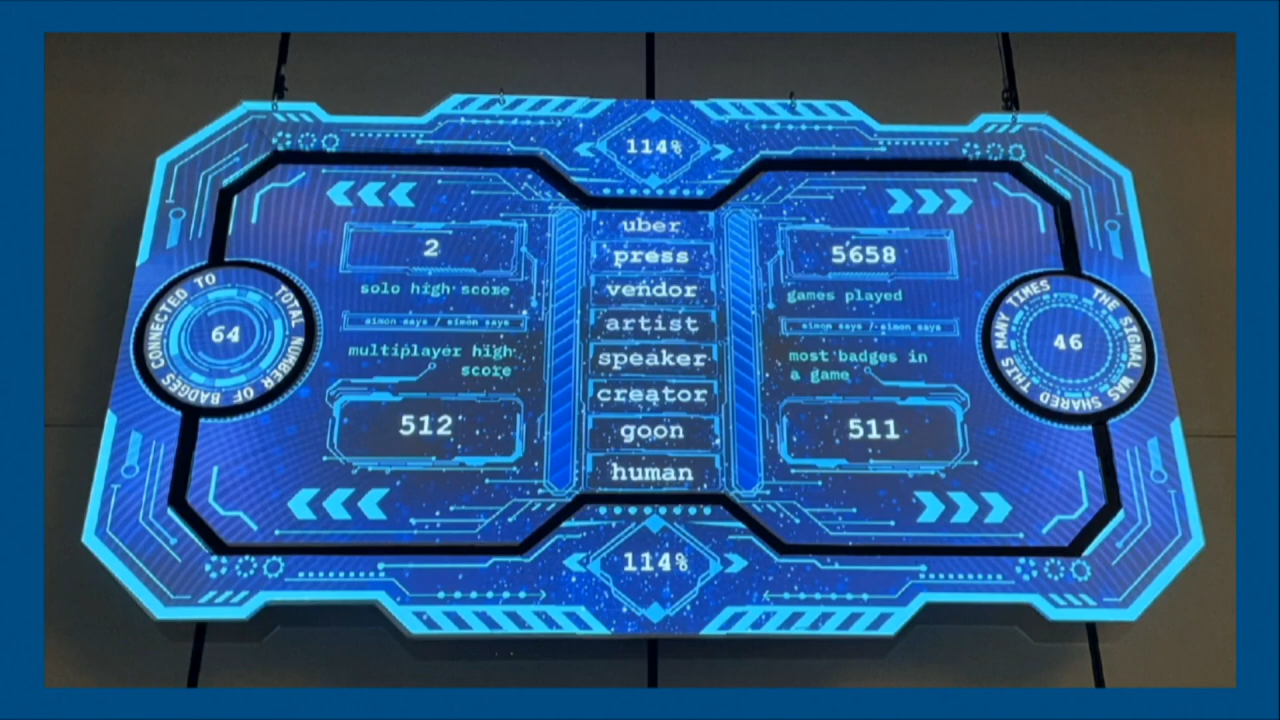 114%
2
solo high score
simon says / simon says
multiplayer high
score
512
TOTAL NUMBER OF BADGES CONNECTED TO
64
uber
press
vendor
artist
speaker
creator
goon
human
5658
games played
simon says / simon says
most badges in
a game
511
THE SIGNAL WAS SHARED THIS MANY TIMES
46
114%